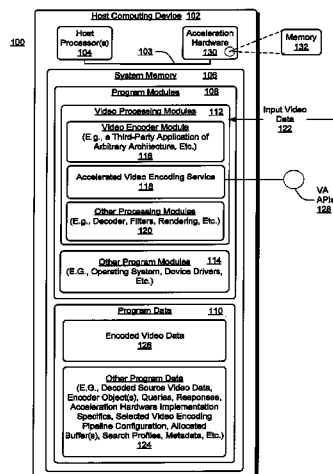 Host Computing Device 102
100
Host
Processor(s)
104
103
Acceleration
Hardware
130
Memory
132
System Memory 106
Program Modules 108
Video Processing Modules 112
Video Encoder Module
(E.g., a Third-Party Application of
Arbitrary Architecture, Etc.)
116
Input Video
Data
122
Accelerated Video Encoding Service
118
VA
APIs
128
Other Processing Modules
(E.g., Decoder, Filters, Rendering, Etc.)
120
Other Program Modules 114
(E.G., Operating System, Device Drivers,
Etc.)
Program Data 110
Encoded Video Data
126
Other Program Data
(E.G., Decoded Source Video Data,
Encoder Object(s), Queries, Responses,
Acceleration Hardware Implementation
Specifics, Selected Video Encoding
Pipeline Configuration, Allocated
Buffer(s), Search Profiles, Metadata, Etc.)
124